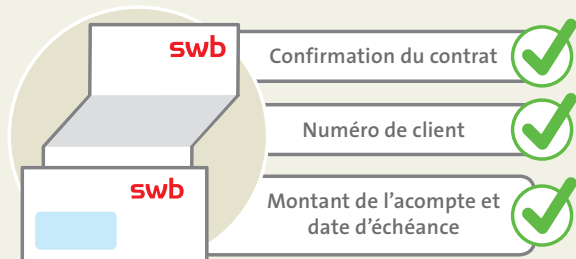 swb
Confirmation du contrat
Numéro de client
swb
Montant de l’acompte et
date d’échéance